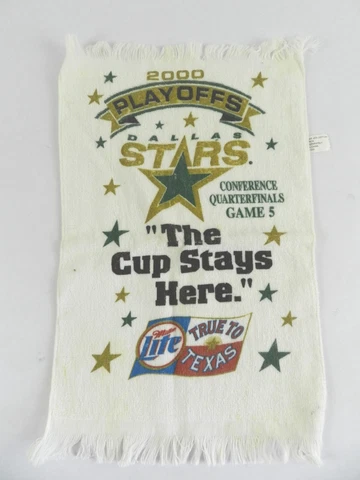 2000
PLAYOFFS
DALLAS
STARS.
CONFERENCE
QUARTERFINALS
GAME 5
"The
Cup Stays
Here."
Miller
Lite
TRUE TO
TEXAS